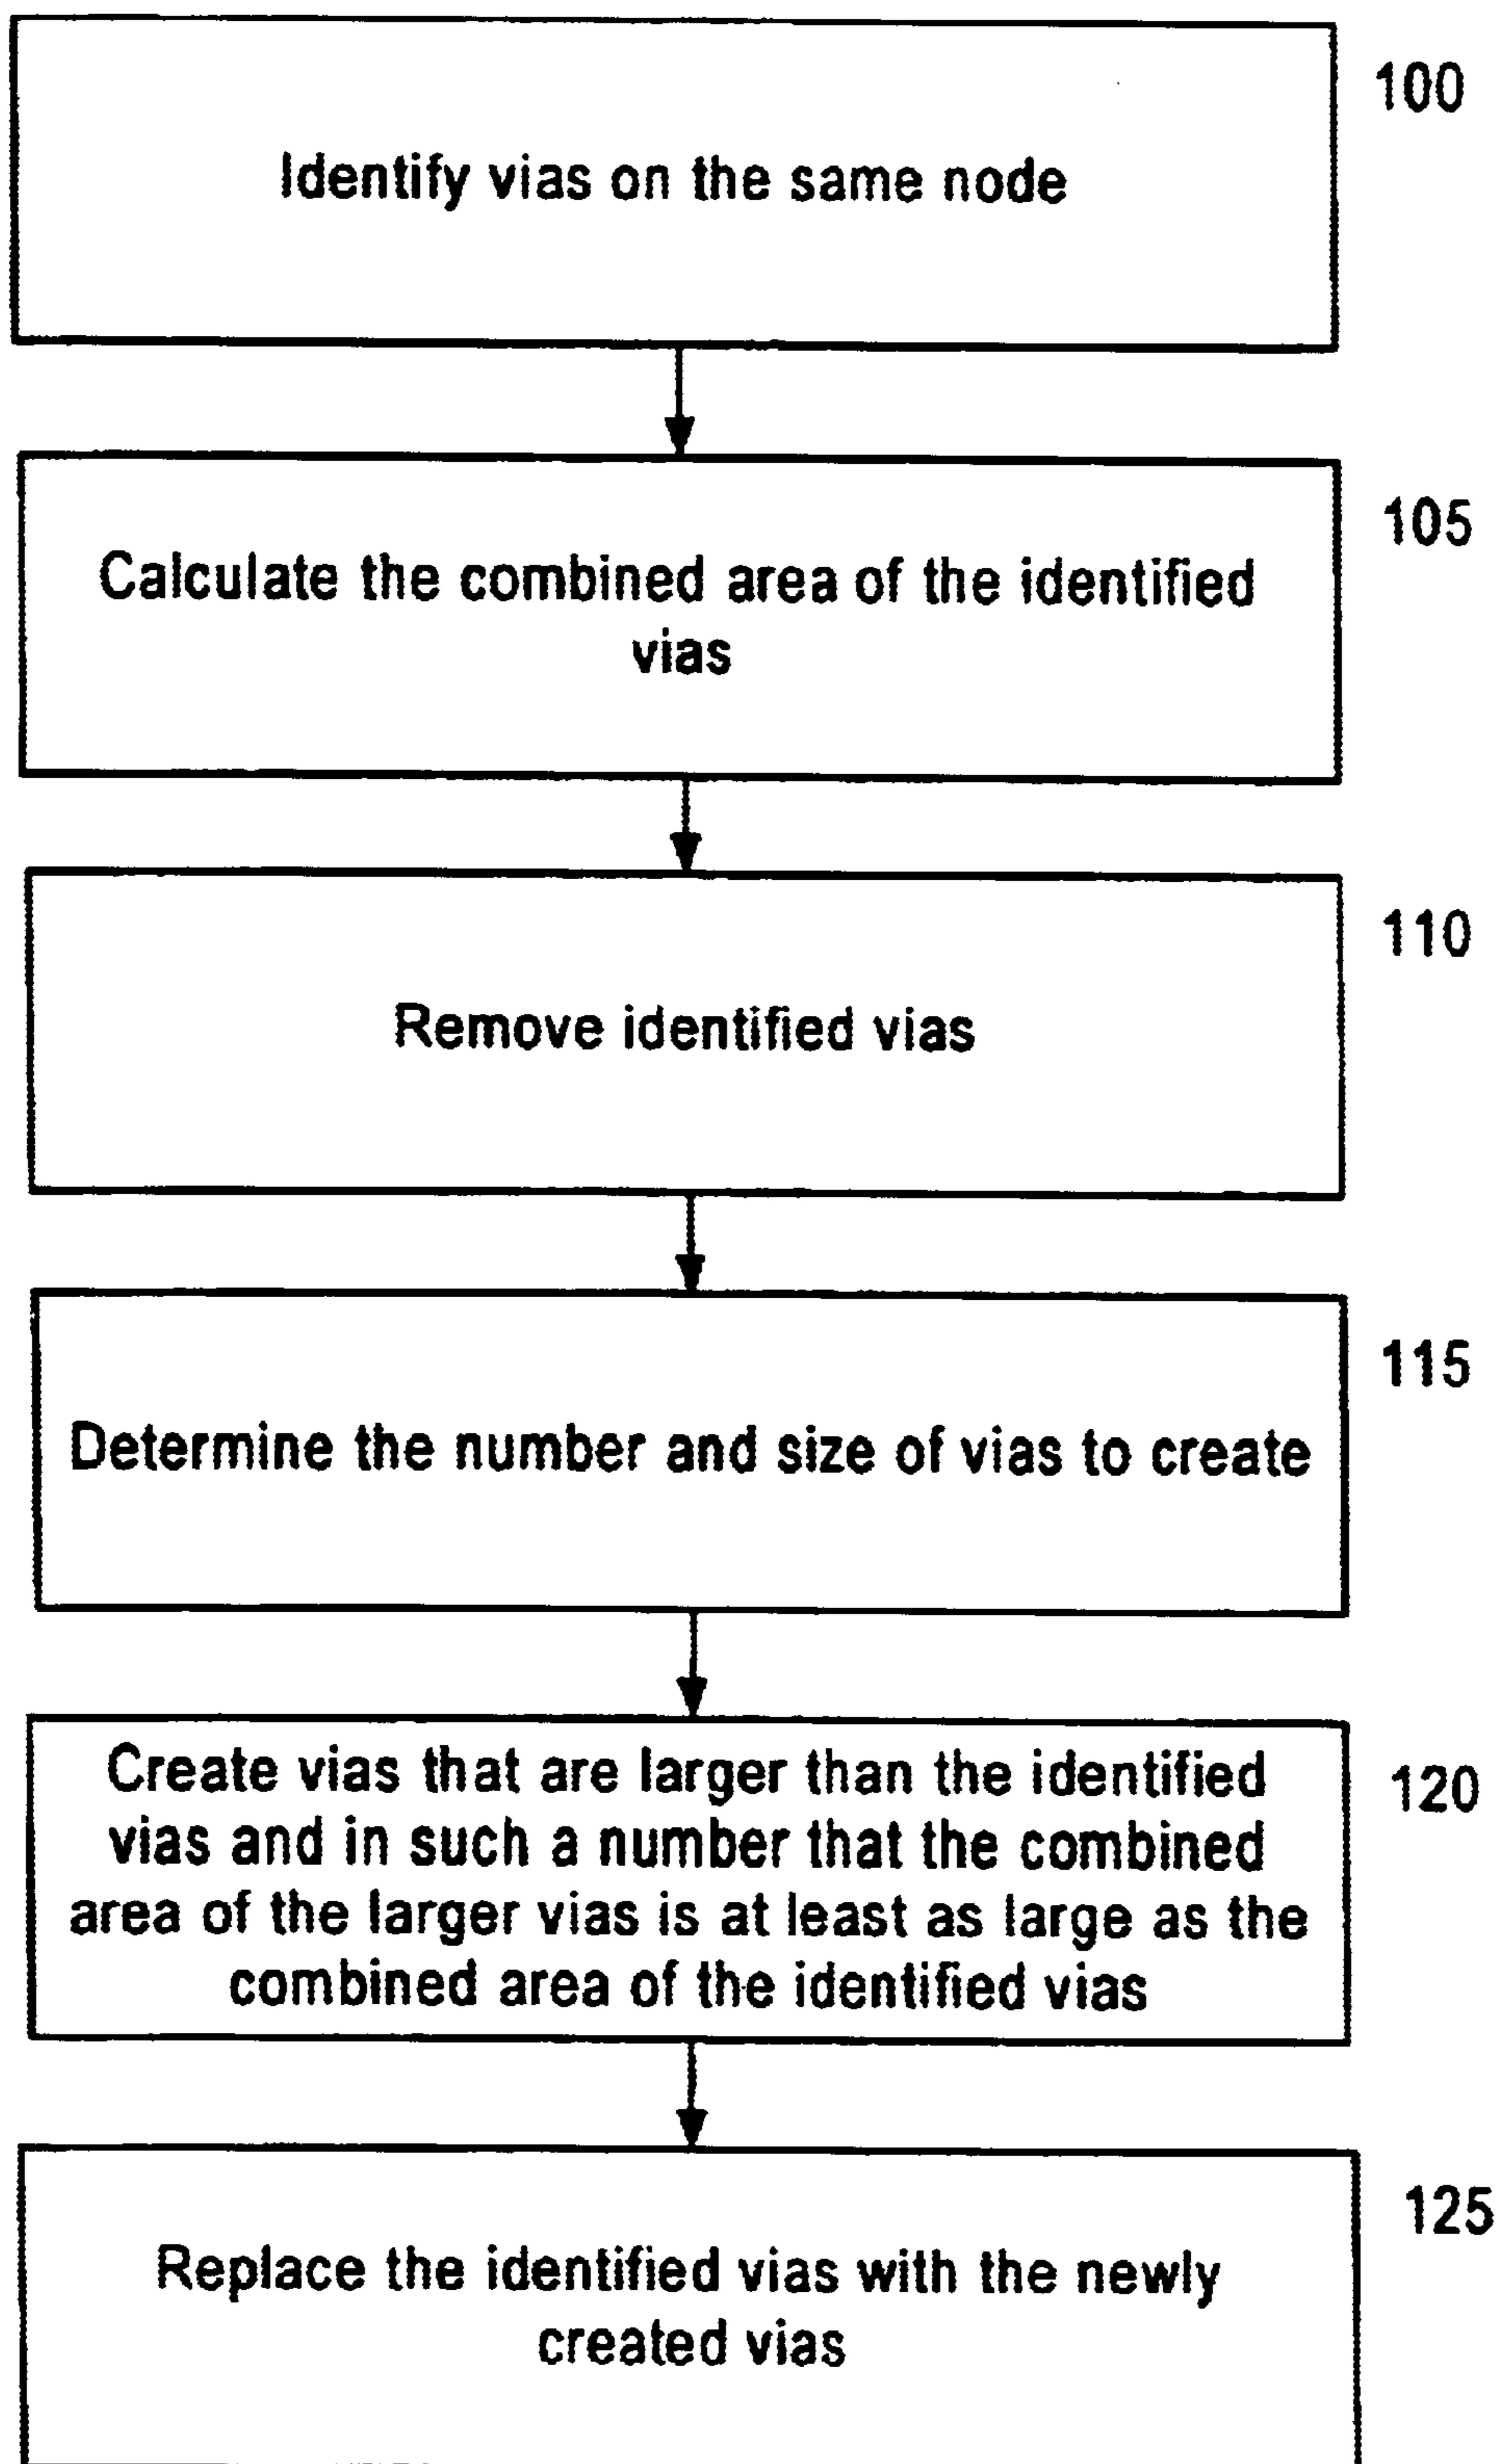 100
Identify vias on the same node
105
Calculate the combined area of the identified
vias
110
Remove identified vias
115
Determine the number and size of vias to create
120
Create vias that are larger than the identified
vias and in such a number that the combined
area of the larger vias is at least as large as the
combined area of the identified vias
125
Replace the identified vias with the newly
created vias